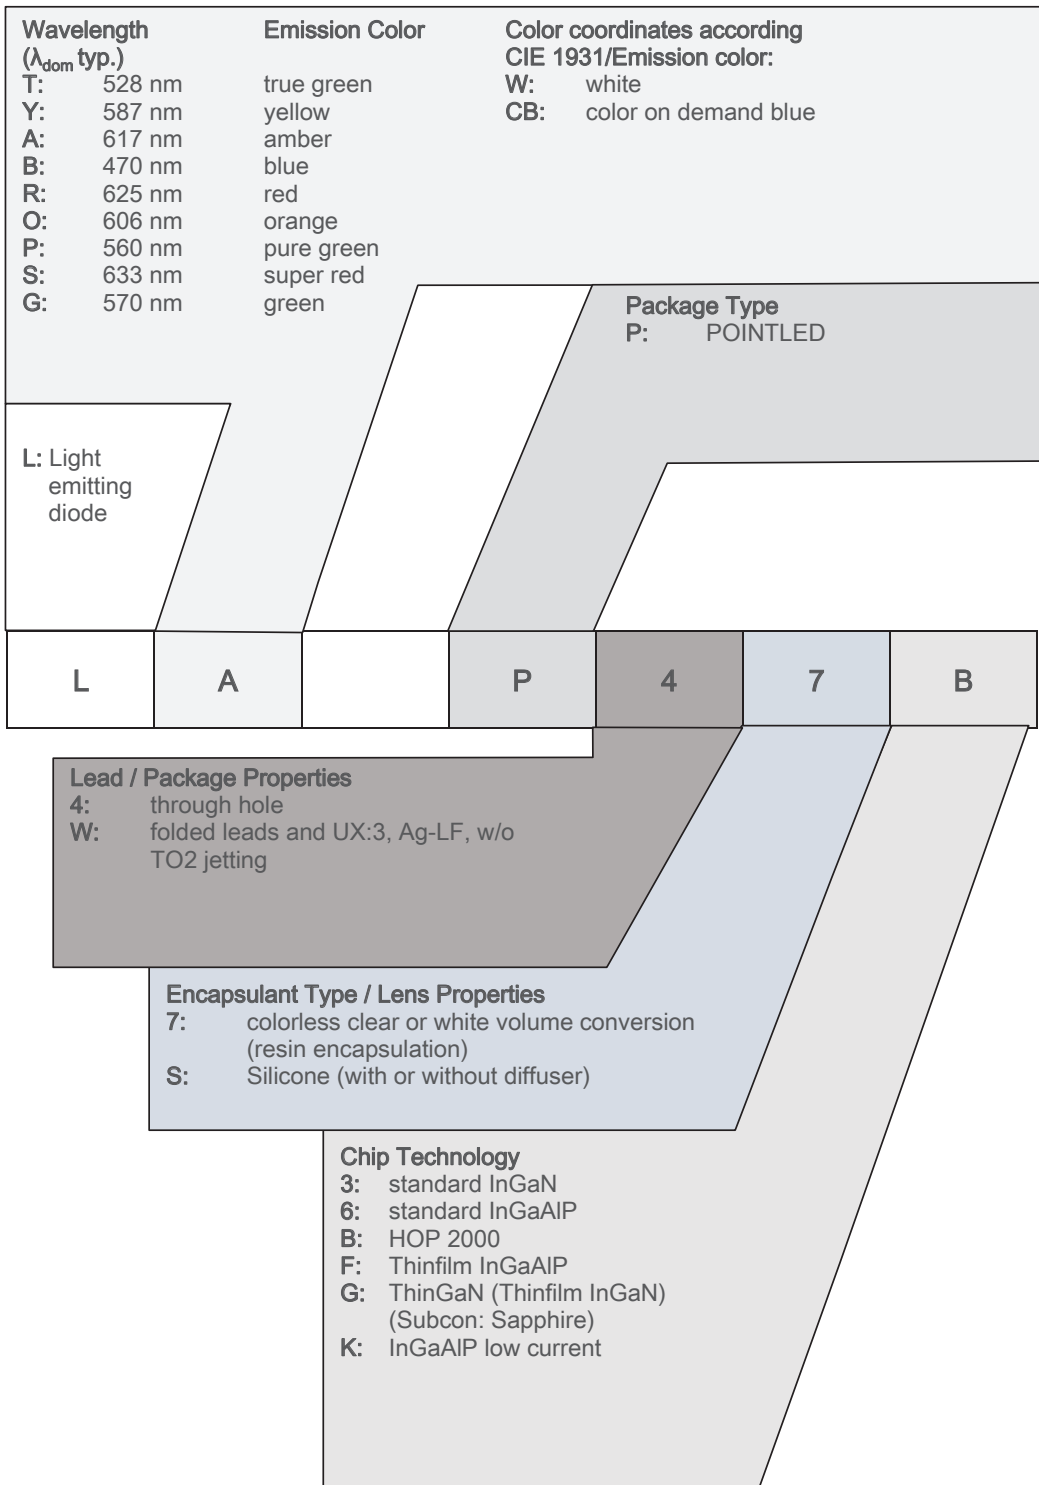 Wavelength Emission Color Color coordinates according
(λdom typ.) CIE 1931/Emission color:
T: 528 nm true green W: white
Y: 587 nm yellow CB: color on demand blue
A: 617 nm amber
B: 470 nm blue
R: 625 nm red
O: 606 nm orange
P: 560 nm pure green
S: 633 nm super red
G: 570 nm green
Package Type
P: POINTLED
L: Light
emitting
diode
L A P 4 7 B
Lead / Package Properties
4: through hole
W: folded leads and UX:3, Ag-LF, w/o
TO2 jetting
Encapsulant Type / Lens Properties
7: colorless clear or white volume conversion
(resin encapsulation)
S: Silicone (with or without diffuser)
Chip Technology
3: standard InGaN
6: standard InGaAlP
B: HOP 2000
F: Thinfilm InGaAlP
G: ThinGaN (Thinfilm InGaN)
(Subcon: Sapphire)
K: InGaAlP low current